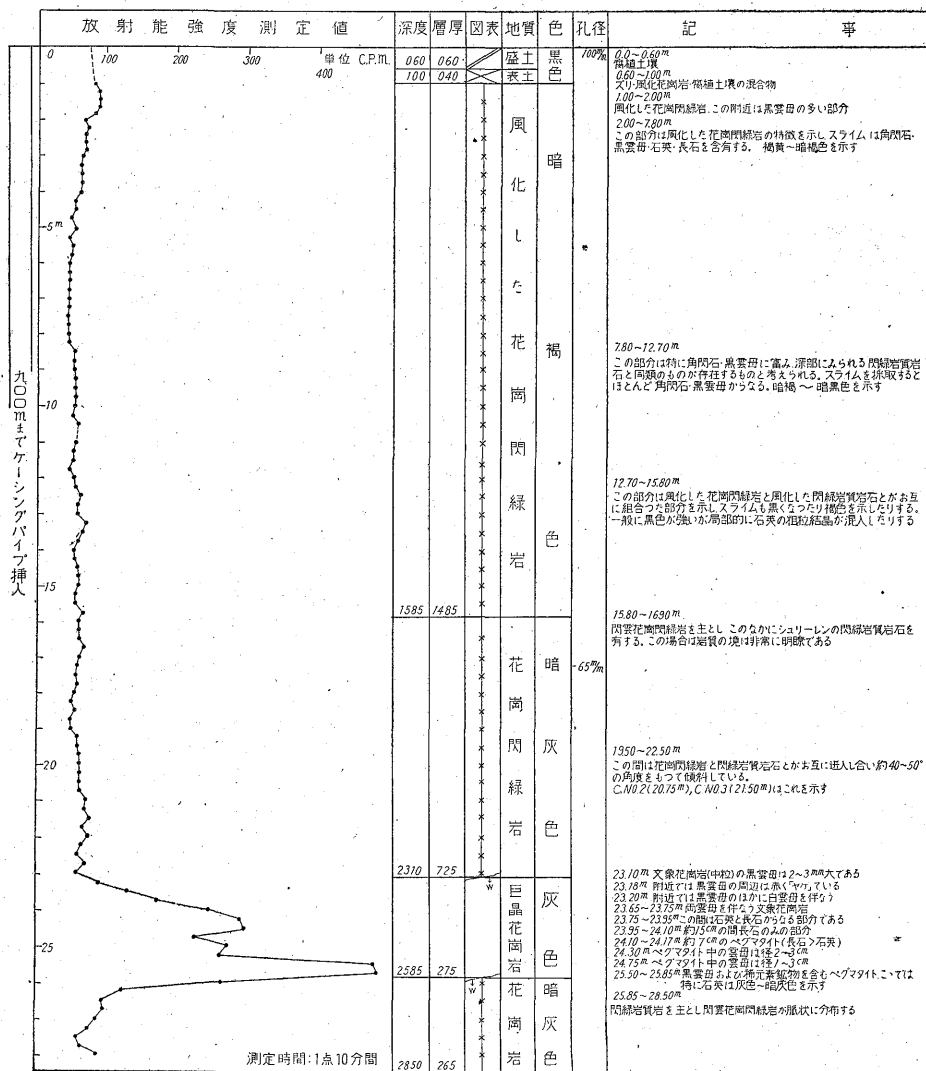 放射能強度測定値 深度 層厚 図表 地質 色 孔径 記事
0 100 200 300 400
単位 C.P.M.
5m
10
15
20
25
九〇〇mまでケーシングパイプ挿入
測定時間:1点10分間
060 060 盛土 黒色 100m/m
100 040 表土
風化した花崗閃緑岩 暗褐色
1585 1485
花崗閃緑岩 暗灰色 65m/m
2310 725
巨晶花崗岩 灰色
2585 275
花崗岩 暗灰色
2850 265
0.0~0.60m
腐植土壌
0.60~1.00m
ズリ・風化花崗岩・腐植土壌の混合物
1.00~2.00m
風化した花崗閃緑岩、この附近は黒雲母の多い部分
2.00~7.80m
この部分は風化した花崗閃緑岩の特徴を示しスライムは角閃石・
黒雲母・石英・長石を含有する。 褐黄~暗褐色を示す
7.80~12.70m
この部分は特に角閃石・黒雲母に富み、深部にみられる閃緑岩質岩
石と同類のものが存在するものと考えられる。スライムを採取すると
ほとんど角閃石・黒雲母からなる。暗褐~暗黒色を示す
12.70~15.80m
この部分は風化した花崗閃緑岩と風化した閃緑岩質岩石とがお互
に組合つた部分を示しスライムも黒くなつたり褐色を示したりする。
一般に黒色が強いが局部的に石英の粗粒結晶が混入したりする
15.80~16.90m
閃雲花崗閃緑岩を主とし このなかにシュリーレンの閃緑岩質岩石を
有する。この場合は岩質の境は非常に明瞭である
19.50~22.50m
この間は花崗閃緑岩と閃緑岩質岩石とがお互に迸入し合い約40~50°
の角度をもつて傾斜している。
C.NO.2(20.75m),C.NO.3(21.50m)はこれを示す
23.10m 文象花崗岩(中粒)の黒雲母は2~3mm大である
23.18m 附近では黒雲母の周辺は赤く「ヤケ」ている
23.20m 附近では黒雲母のほかに白雲母を伴なう
23.65~23.75m 両雲母を伴なう文象花崗岩
23.75~23.95m この間は石英と長石からなる部分である
23.95~24.10m 約15cmの間長石のみの部分
24.10~24.17m 約7cmのペグマタイト(長石>石英)
24.30m ペグマタイト中の雲母は径2~3cm
24.75m ペグマタイト中の雲母は径1~3cm
25.50~25.85m 黒雲母および稀元素鉱物を含むペグマタイト、こゝでは
特に石英は灰色~暗灰色を示す
25.85~28.50m
閃緑岩質岩を主とし閃雲花崗閃緑岩が脈状に分布する
W
W